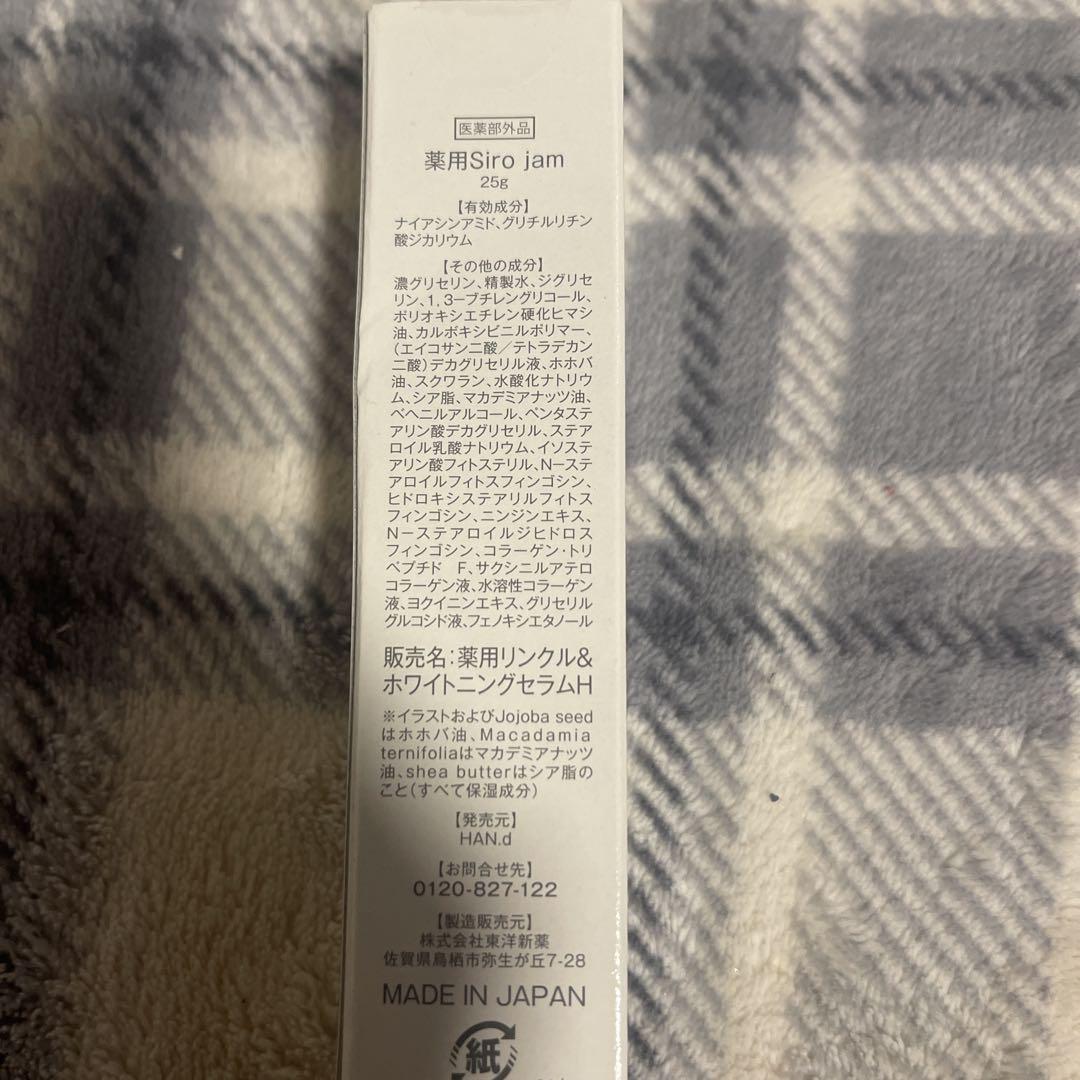 医薬部外品
薬用Siro jam
25g
【有効成分】
ナイアシンアミド、グリチルリチン
酸ジカリウム
【その他の成分】
濃グリセリン、精製水、ジグリセ
リン、1,3−ブチレングリコール、
ポリオキシエチレン硬化ヒマシ
油、カルボキシビニルポリマー、
(エイコサン二酸／テトラデカン
二酸)デカグリセリル液、ホホバ
油、スクワラン、水酸化ナトリウ
ム、シア脂、マカデミアナッツ油、
ベヘニルアルコール、ペンタステ
アリン酸デカグリセリル、ステア
ロイル乳酸ナトリウム、イソステ
アリン酸フィトステリル、N−ステ
アロイルフィトスフィンゴシン、
ヒドロキシステアリルフィトス
フィンゴシン、ニンジンエキス、
N−ステアロイルジヒドロス
フィンゴシン、コラーゲン・トリ
ペプチド　F、サクシニルアテロ
コラーゲン液、水溶性コラーゲン
液、ヨクイニンエキス、グリセリル
グルコシド液、フェノキシエタノール
販売名：薬用リンクル&
ホワイトニングセラムH
※イラストおよびJojoba seed
はホホバ油、Macadamia
ternifoliaはマカデミアナッツ
油、shea butterはシア脂の
こと(すべて保湿成分)
【発売元】
HAN.d
【お問合せ先】
0120-827-122
【製造販売元】
株式会社東洋新薬
佐賀県鳥栖市弥生が丘7-28
MADE IN JAPAN
紙